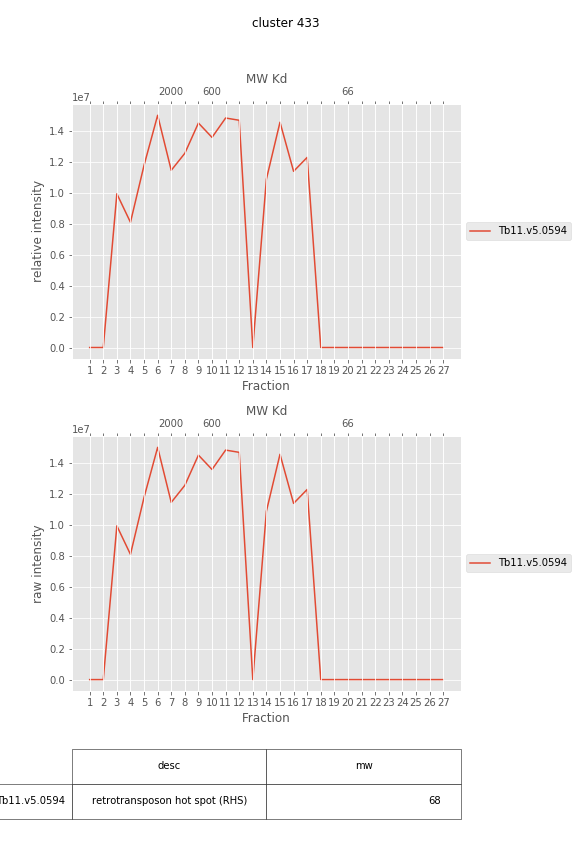 cluster 433
MW Kd
2000 600 66
1e7
1.4
1.2
1.0
0.8
0.6
0.4
0.2
0.0
relative intensity
Tb11.v5.0594
1 2 3 4 5 6 7 8 9 10 11 12 13 14 15 16 17 18 19 20 21 22 23 24 25 26 27
Fraction
MW Kd
2000 600 66
1e7
1.4
1.2
1.0
0.8
0.6
0.4
0.2
0.0
raw intensity
Tb11.v5.0594
1 2 3 4 5 6 7 8 9 10 11 12 13 14 15 16 17 18 19 20 21 22 23 24 25 26 27
Fraction
desc mw
Tb11.v5.0594 retrotransposon hot spot (RHS) 68